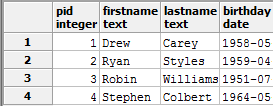 pid firstname lastname birthday
integer text text date
1 1 Drew Carey 1958-05
2 2 Ryan Styles 1959-04
3 3 Robin Williams 1951-07
4 4 Stephen Colbert 1964-05